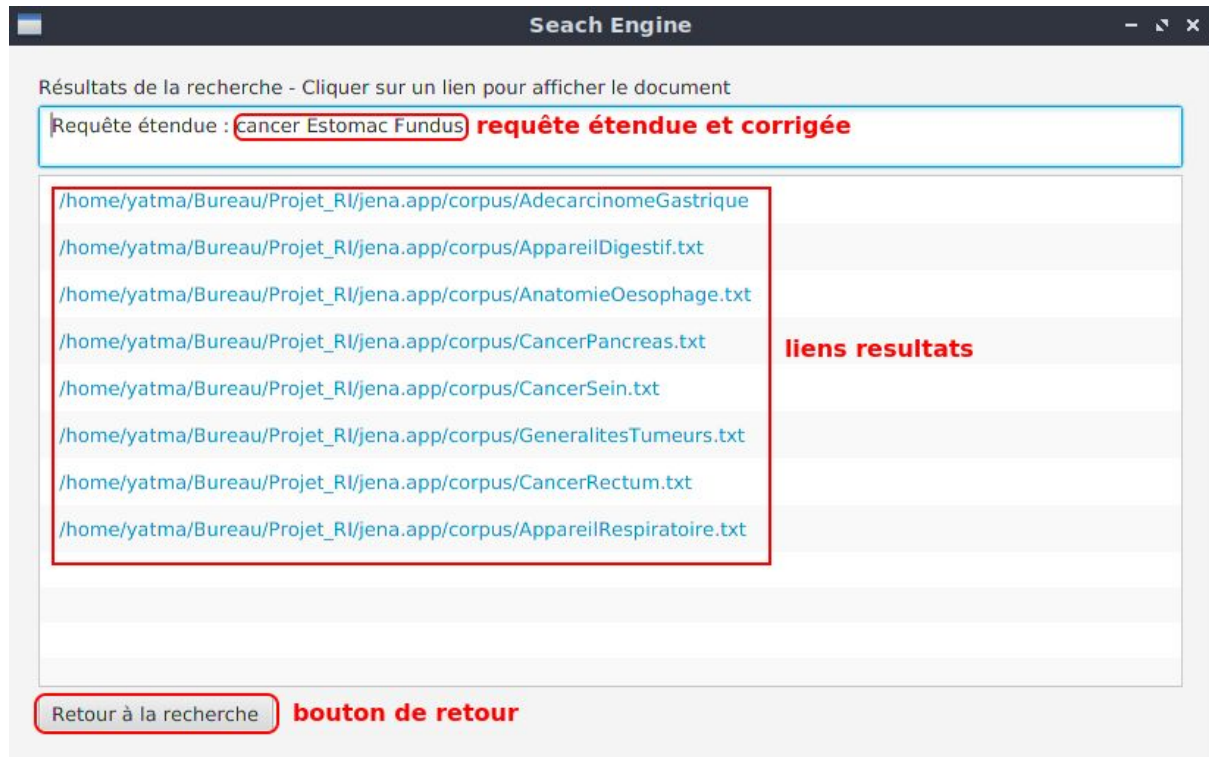 Seach Engine
Résultats de la recherche - Cliquer sur un lien pour afficher le document
Requête étendue : cancer Estomac Fundus requête étendue et corrigée
/home/yatma/Bureau/Projet_RI/jena.app/corpus/AdecarcinomeGastrique
/home/yatma/Bureau/Projet_RI/jena.app/corpus/AppareilDigestif.txt
/home/yatma/Bureau/Projet_RI/jena.app/corpus/AnatomieOesophage.txt
/home/yatma/Bureau/Projet_RI/jena.app/corpus/CancerPancreas.txt
liens resultats
/home/yatma/Bureau/Projet_RI/jena.app/corpus/CancerSein.txt
/home/yatma/Bureau/Projet_RI/jena.app/corpus/GeneralitesTumeurs.txt
/home/yatma/Bureau/Projet_RI/jena.app/corpus/CancerRectum.txt
/home/yatma/Bureau/Projet_RI/jena.app/corpus/AppareilRespiratoire.txt
Retour à la recherche bouton de retour